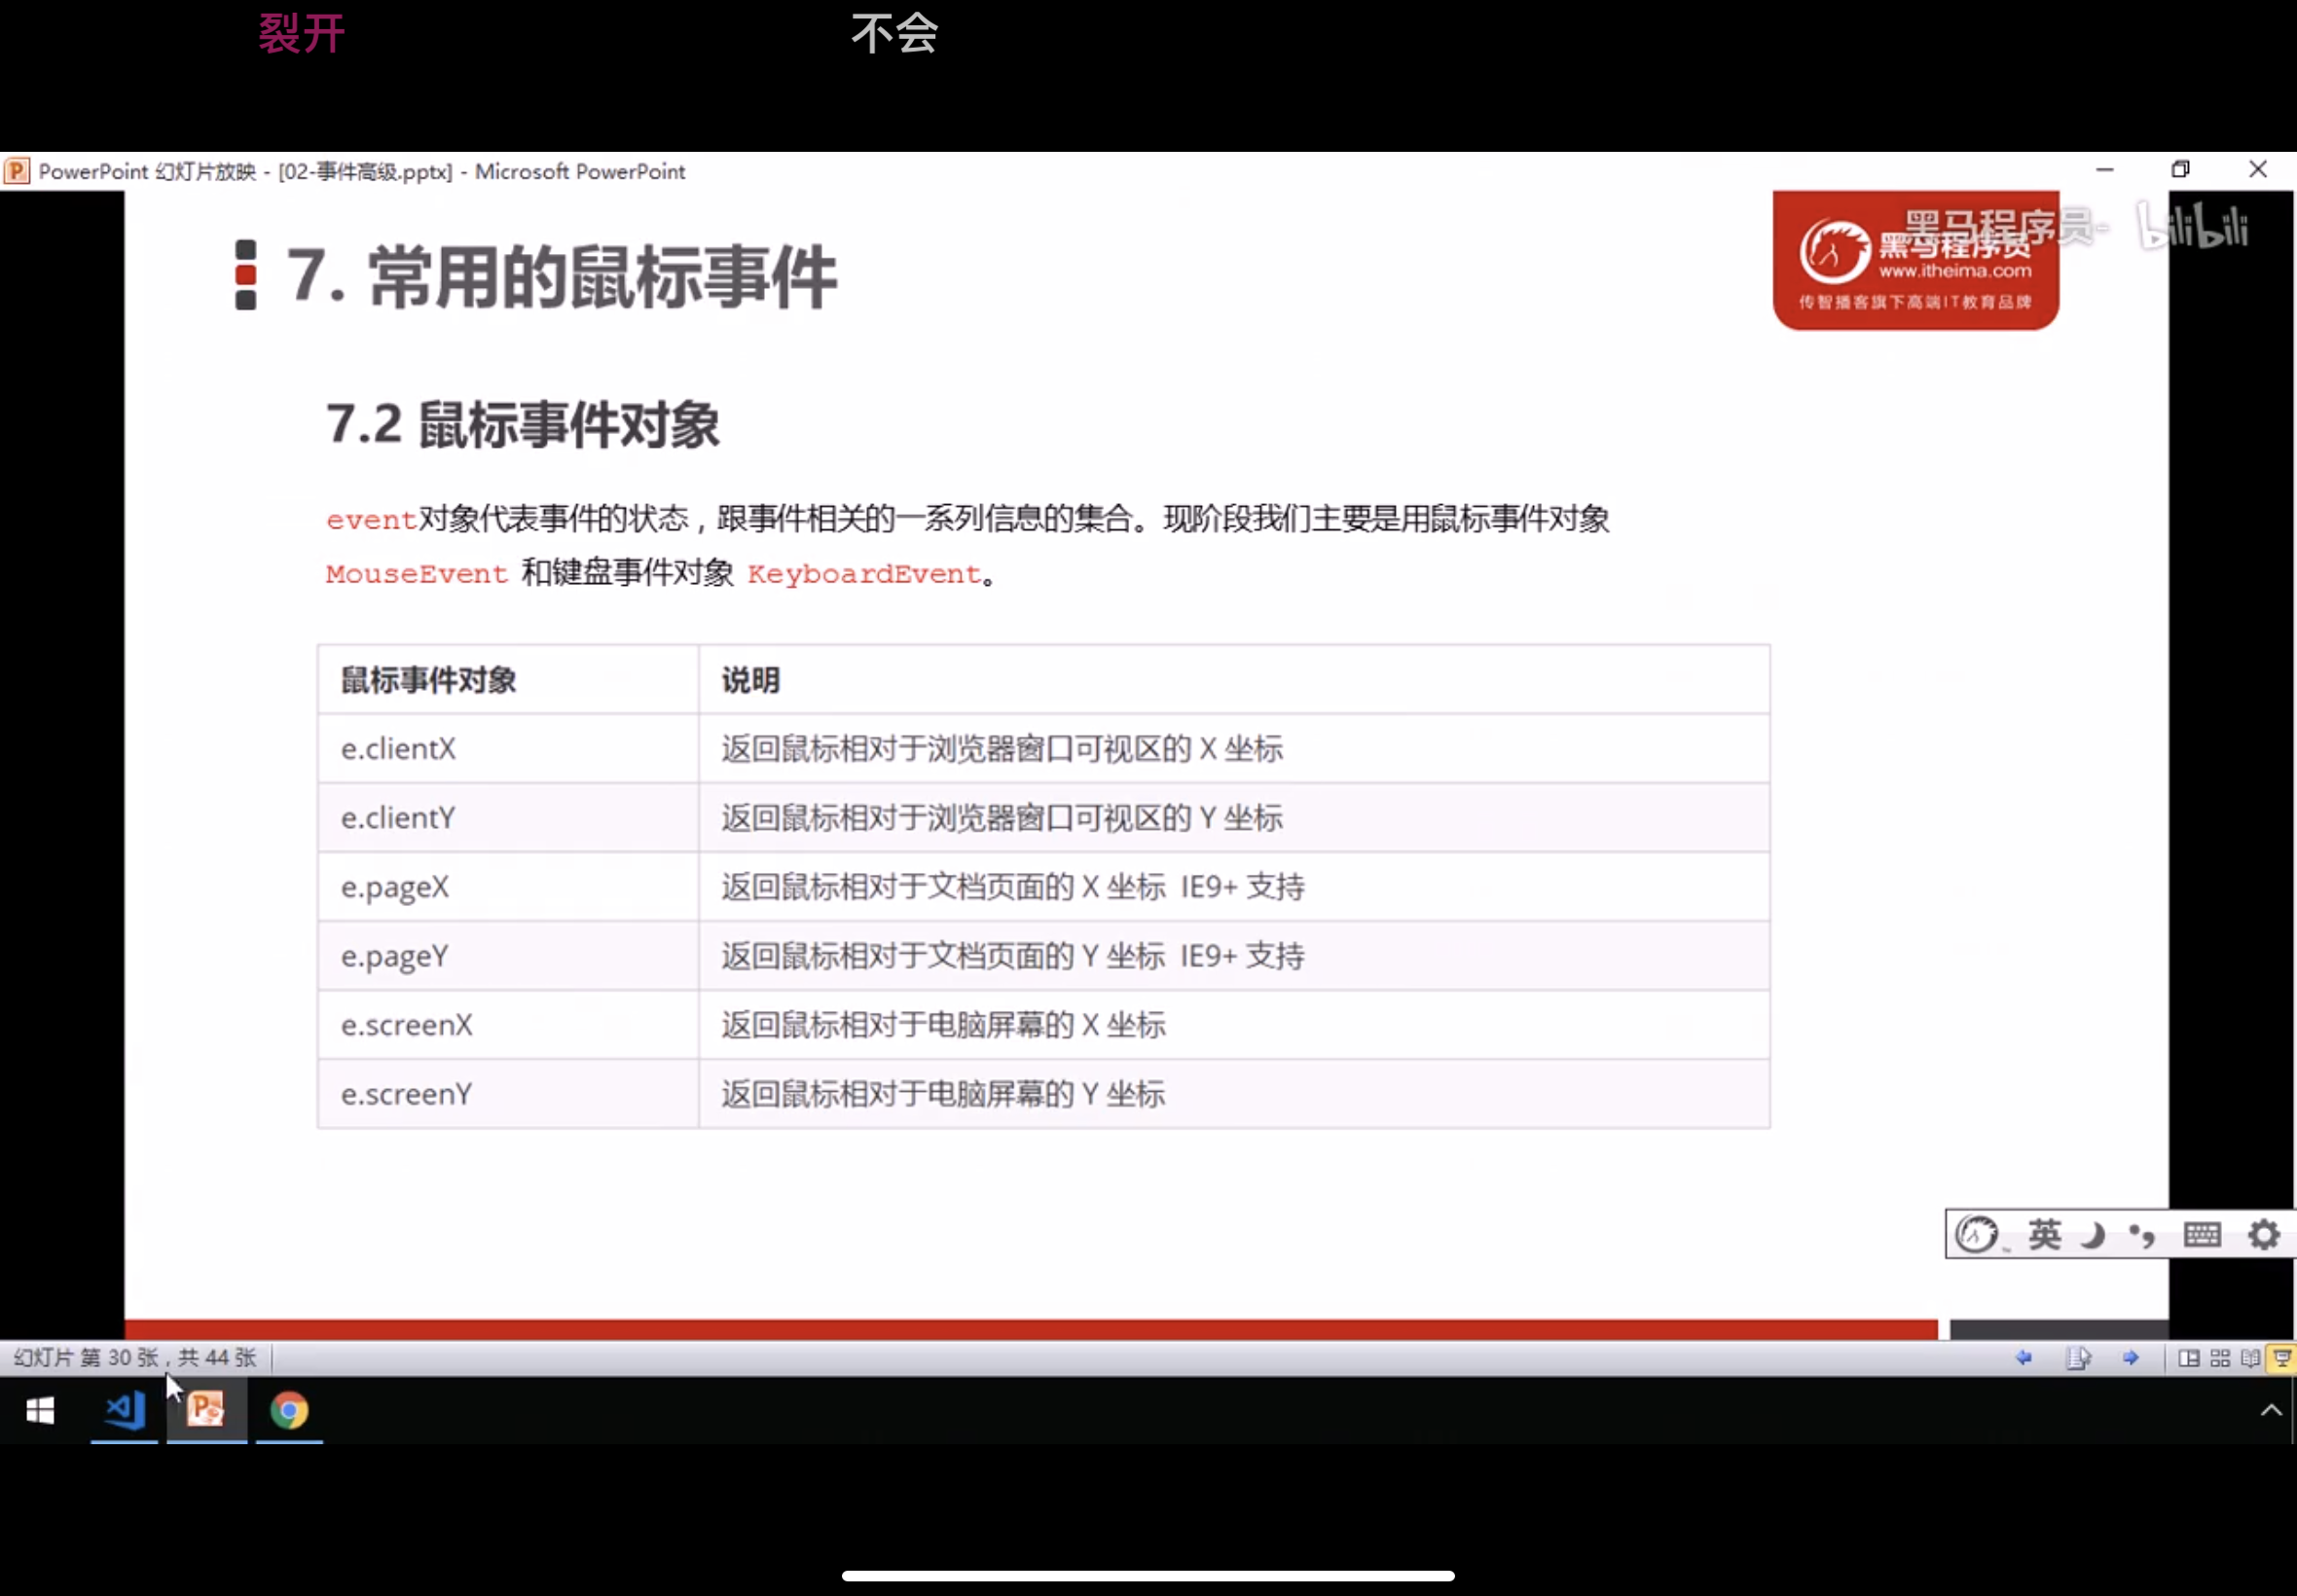 裂开 不会
PowerPoint 幻灯片放映 - [02-事件高级.pptx] - Microsoft PowerPoint
7. 常用的鼠标事件
黑马程序员-
bilibili
黑马程序员
www.itheima.com
传智播客旗下高端IT教育品牌
7.2 鼠标事件对象
event对象代表事件的状态，跟事件相关的一系列信息的集合。现阶段我们主要是用鼠标事件对象
MouseEvent 和键盘事件对象 KeyboardEvent。
鼠标事件对象 说明
e.clientX 返回鼠标相对于浏览器窗口可视区的 X 坐标
e.clientY 返回鼠标相对于浏览器窗口可视区的 Y 坐标
e.pageX 返回鼠标相对于文档页面的 X 坐标 IE9+ 支持
e.pageY 返回鼠标相对于文档页面的 Y 坐标 IE9+ 支持
e.screenX 返回鼠标相对于电脑屏幕的 X 坐标
e.screenY 返回鼠标相对于电脑屏幕的 Y 坐标
英
幻灯片 第 30 张，共 44 张